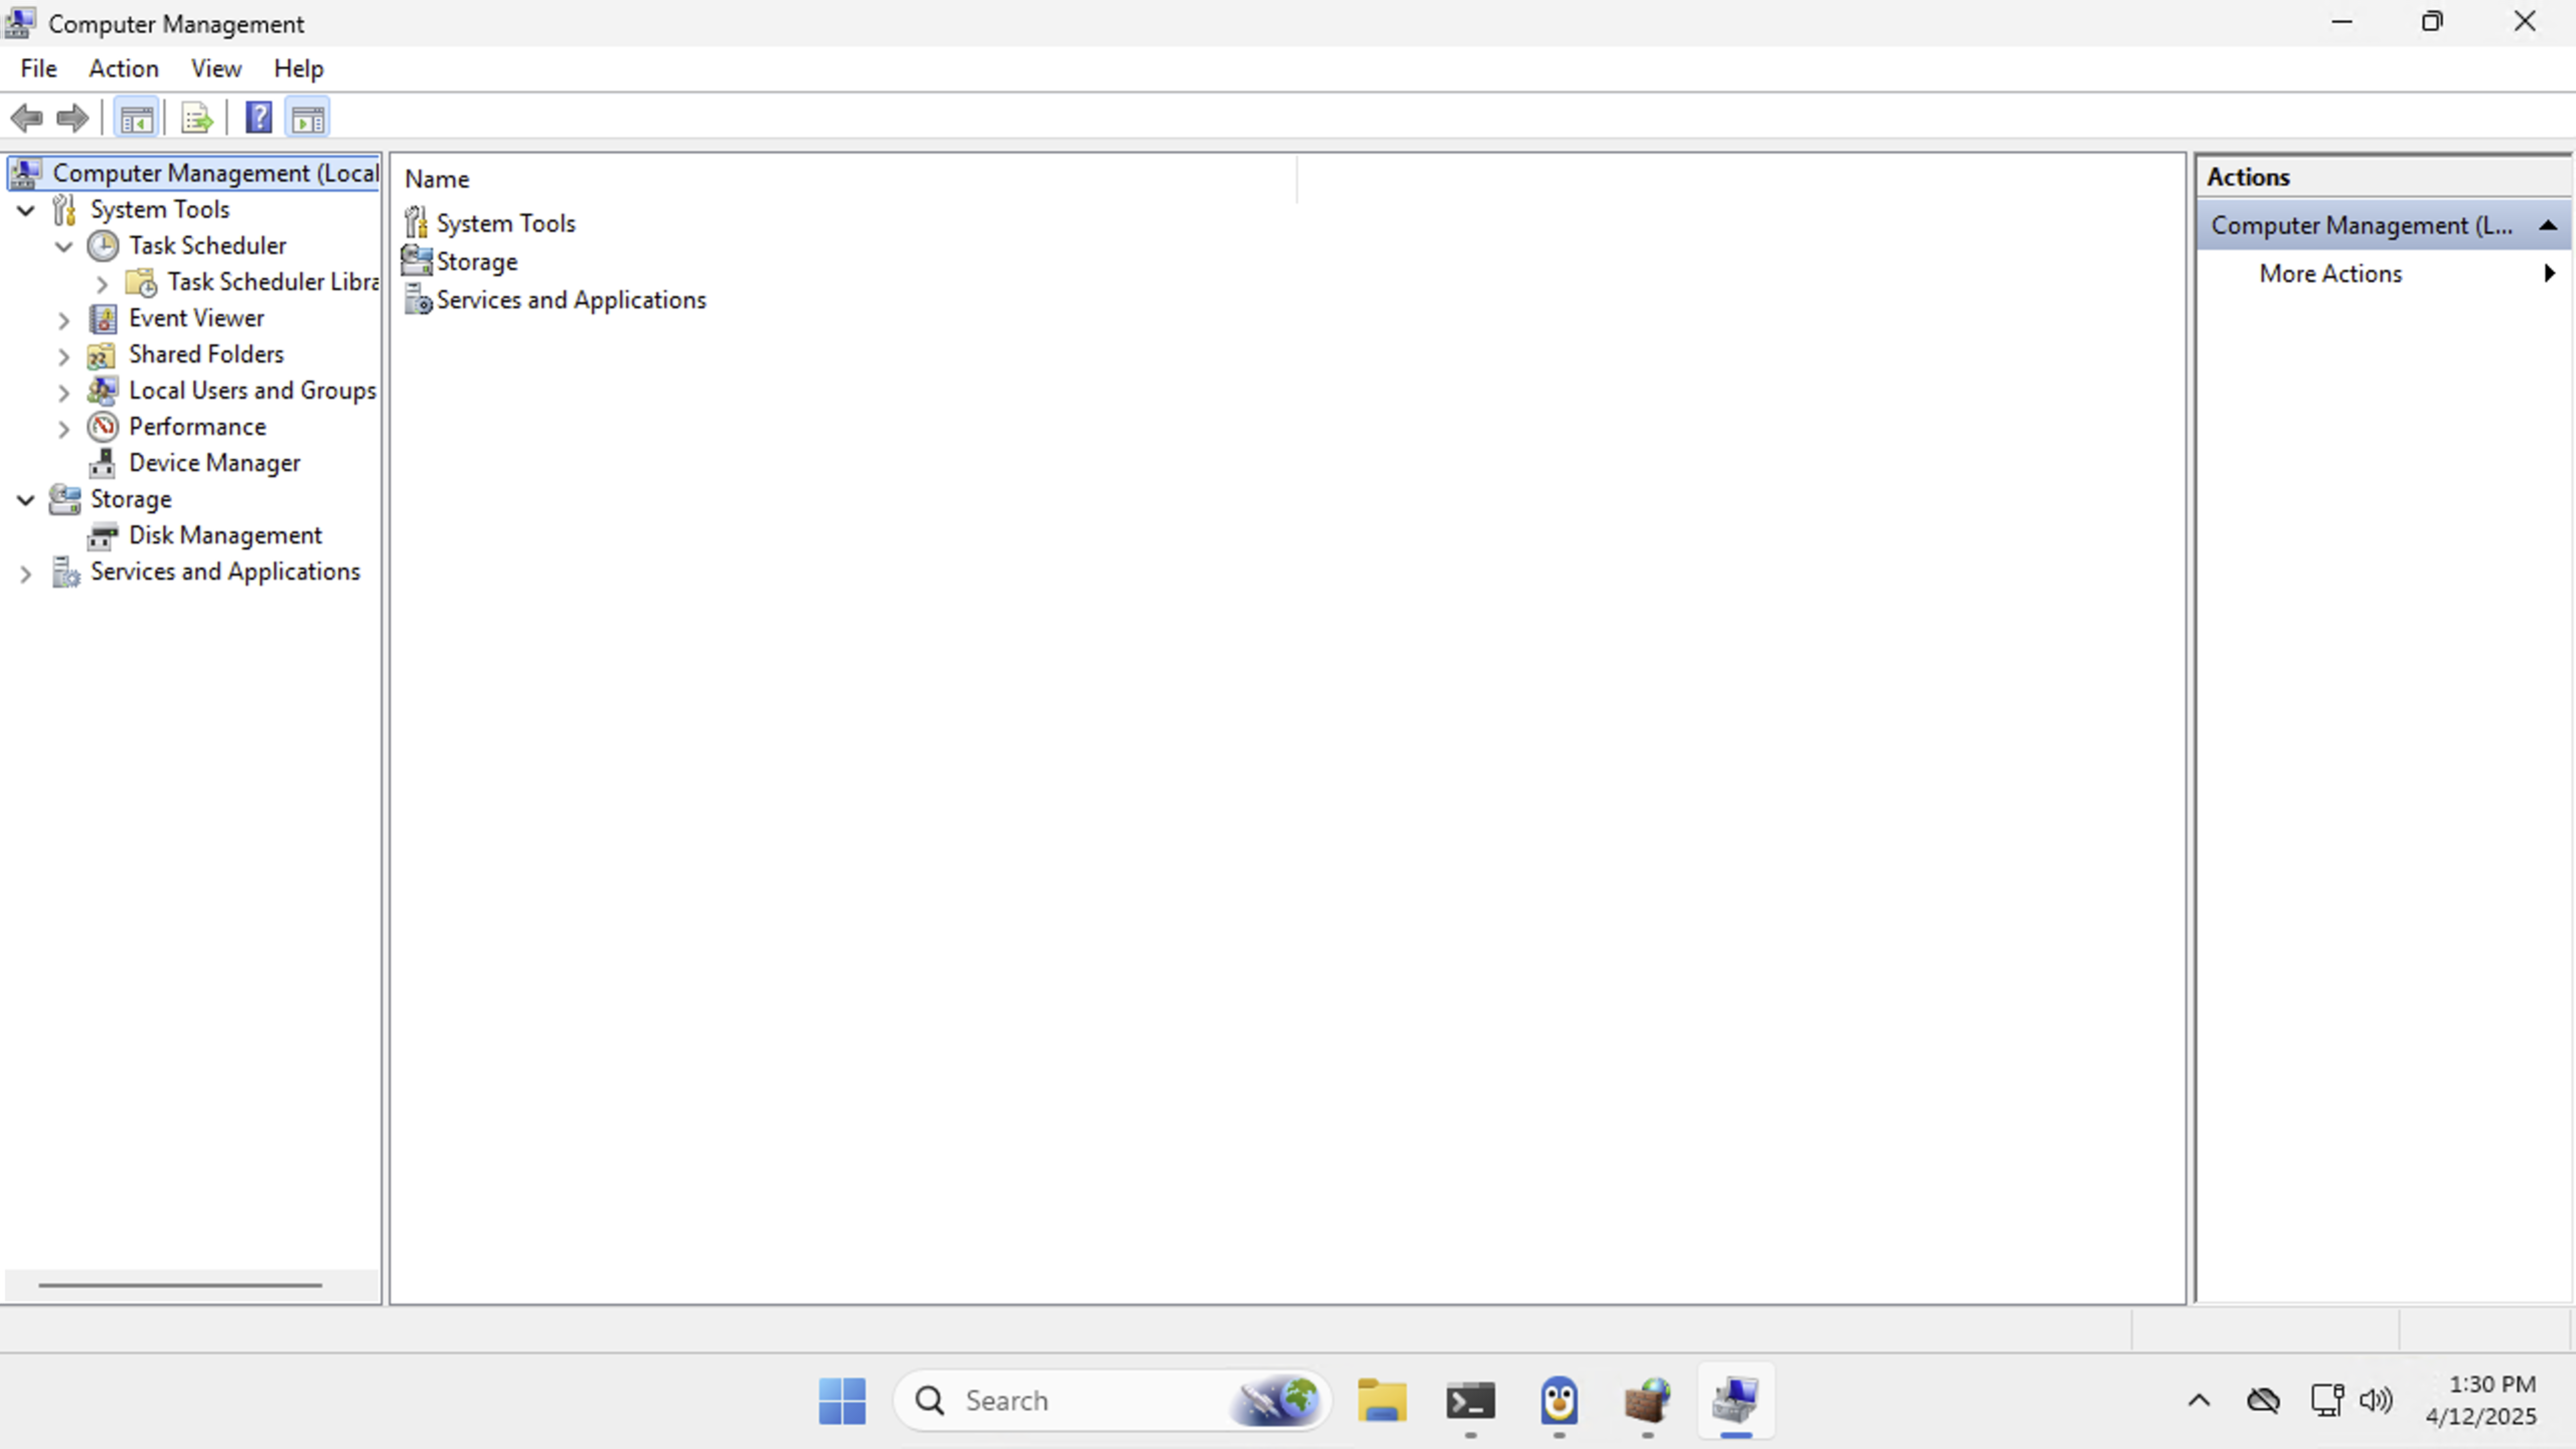 Computer Management
File Action View Help
Computer Management (Local
System Tools
Task Scheduler
Task Scheduler Libra
Event Viewer
Shared Folders
Local Users and Groups
Performance
Device Manager
Storage
Disk Management
Services and Applications
Name
System Tools
Storage
Services and Applications
Actions
Computer Management (L...
More Actions
Search
1:30 PM
4/12/2025